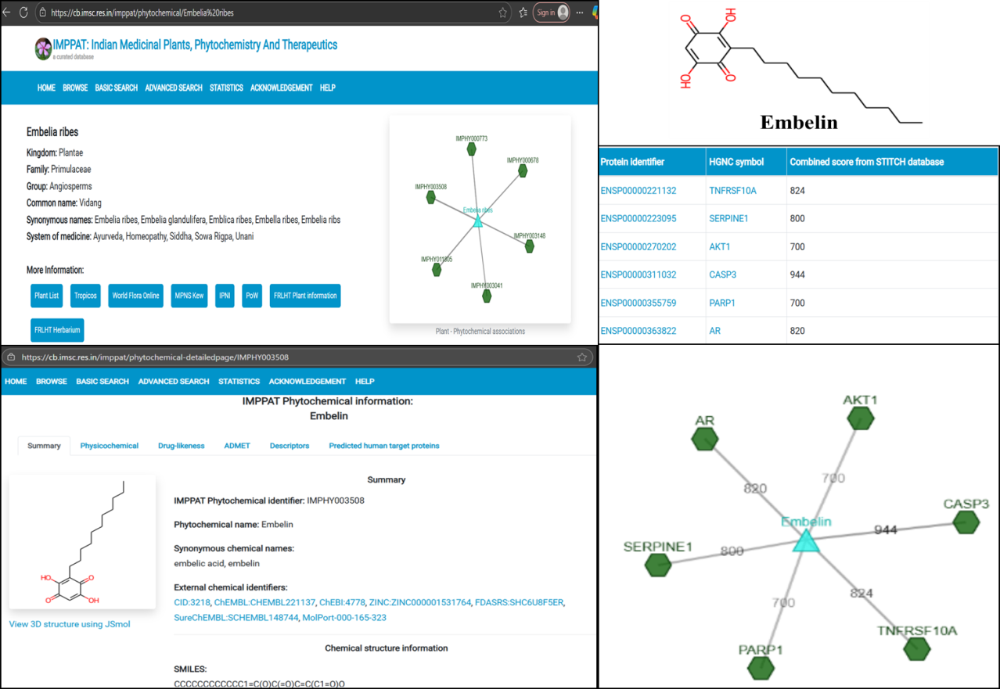 https://cb.imsc.res.in/imppat/phytochemical/Embelia%20ribes
Sign in
IMPPAT: Indian Medicinal Plants, Phytochemistry And Therapeutics
a curated database
HOME BROWSE BASIC SEARCH ADVANCED SEARCH STATISTICS ACKNOWLEDGEMENT HELP
Embelia ribes
Kingdom: Plantae
Family: Primulaceae
Group: Angiosperms
Common name: Vidang
Synonymous names: Embelia ribes, Embelia glandulifera, Emblica ribes, Embella ribes, Embelia ribs
System of medicine: Ayurveda, Homeopathy, Siddha, Sowa Rigpa, Unani
More Information:
Plant List Tropicos World Flora Online MPNS Kew IPNI PoW FRLHT Plant information
FRLHT Herbarium
IMPHY000773
IMPHY000678
IMPHY003508
Embelia ribes
IMPHY003148
IMPHY011805
IMPHY003041
Plant - Phytochemical associations
O
HO
HO
O
Embelin
Protein identifier HGNC symbol Combined score from STITCH database
ENSP00000221132 TNFRSF10A 824
ENSP00000223095 SERPINE1 800
ENSP00000270202 AKT1 700
ENSP00000311032 CASP3 944
ENSP00000355759 PARP1 700
ENSP00000363822 AR 820
https://cb.imsc.res.in/imppat/phytochemical-detailedpage/IMPHY003508
HOME BROWSE BASIC SEARCH ADVANCED SEARCH STATISTICS ACKNOWLEDGEMENT HELP
IMPPAT Phytochemical information:
Embelin
Summary Physicochemical Drug-likeness ADMET Descriptors Predicted human target proteins
Summary
IMPPAT Phytochemical identifier: IMPHY003508
Phytochemical name: Embelin
Synonymous chemical names:
embelic acid, embelin
External chemical identifiers:
CID:3218, ChEMBL:CHEMBL221137, ChEBI:4778, ZINC:ZINC000001531764, FDASRS:SHC6U8F5ER,
SureChEMBL:SCHEMBL148744, MolPort-000-165-323
Chemical structure information
SMILES:
CCCCCCCCCCCC1=C(O)C(=O)C=C(C1=O)O
HO
O
O
OH
View 3D structure using JSmol
AKT1
AR
700
820
CASP3
Embelin
944
SERPINE1
800
824
700
TNFRSF10A
PARP1